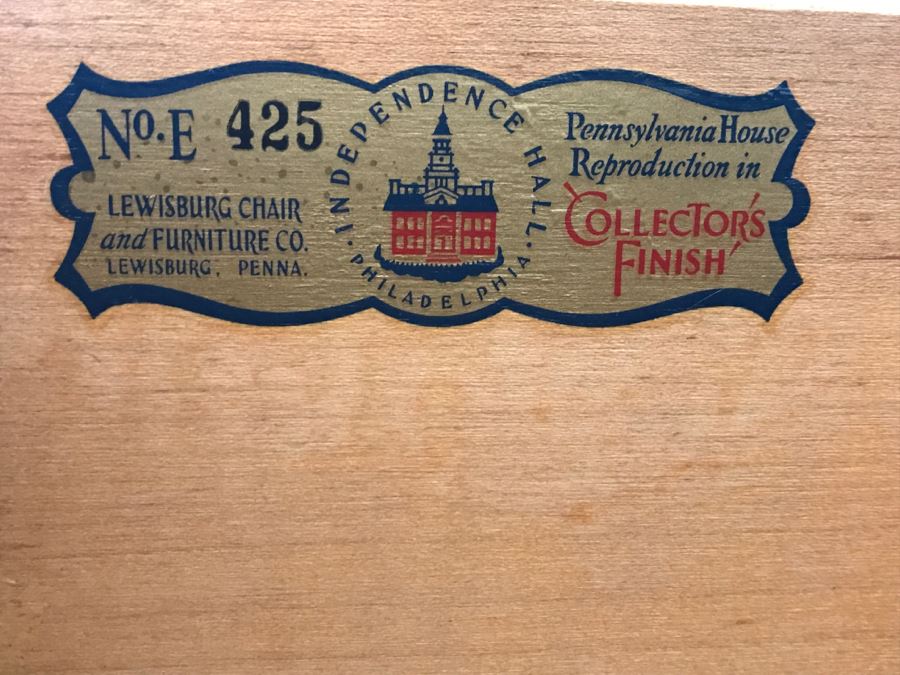 No. E 425
LEWISBURG CHAIR
and FURNITURE CO.
LEWISBURG, PENNA.
INDEPENDENCE HALL
· PHILADELPHIA ·
Pennsylvania House
Reproduction in
COLLECTOR'S
FINISH